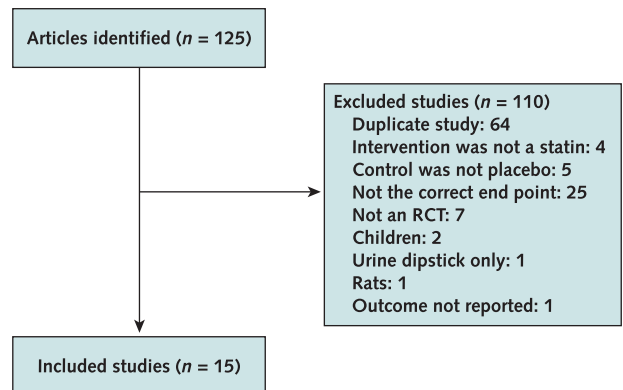 Articles identified (n = 125)
Excluded studies (n = 110)
Duplicate study: 64
Intervention was not a statin: 4
Control was not placebo: 5
Not the correct end point: 25
Not an RCT: 7
Children: 2
Urine dipstick only: 1
Rats: 1
Outcome not reported: 1
Included studies (n = 15)